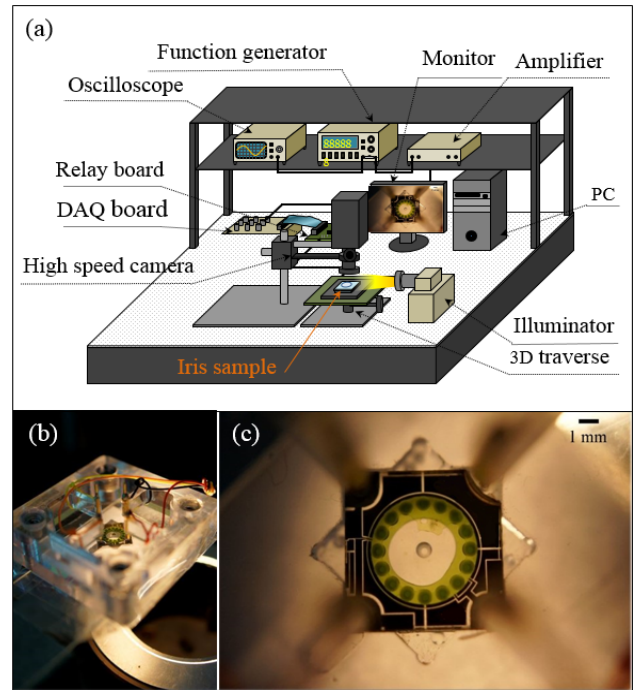 (a)
Function generator
Monitor
Amplifier
Oscilloscope
88888
Relay board
DAQ board
PC
High speed camera
Illuminator
Iris sample
3D traverse
(b)
(c)
1 mm